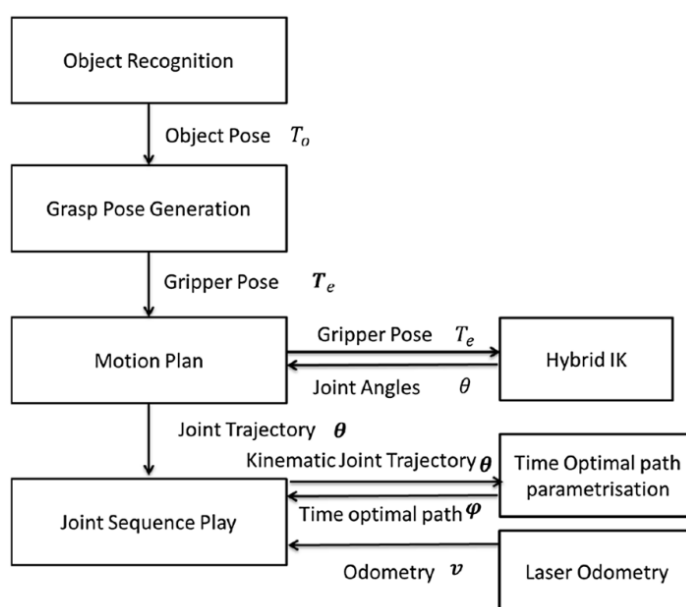 Object Recognition
Object Pose T_o
Grasp Pose Generation
Gripper Pose T_e
Motion Plan
Gripper Pose T_e
Joint Angles θ
Hybrid IK
Joint Trajectory θ
Kinematic Joint Trajectory θ
Time optimal path φ
Time Optimal path
parametrisation
Joint Sequence Play
Odometry v
Laser Odometry